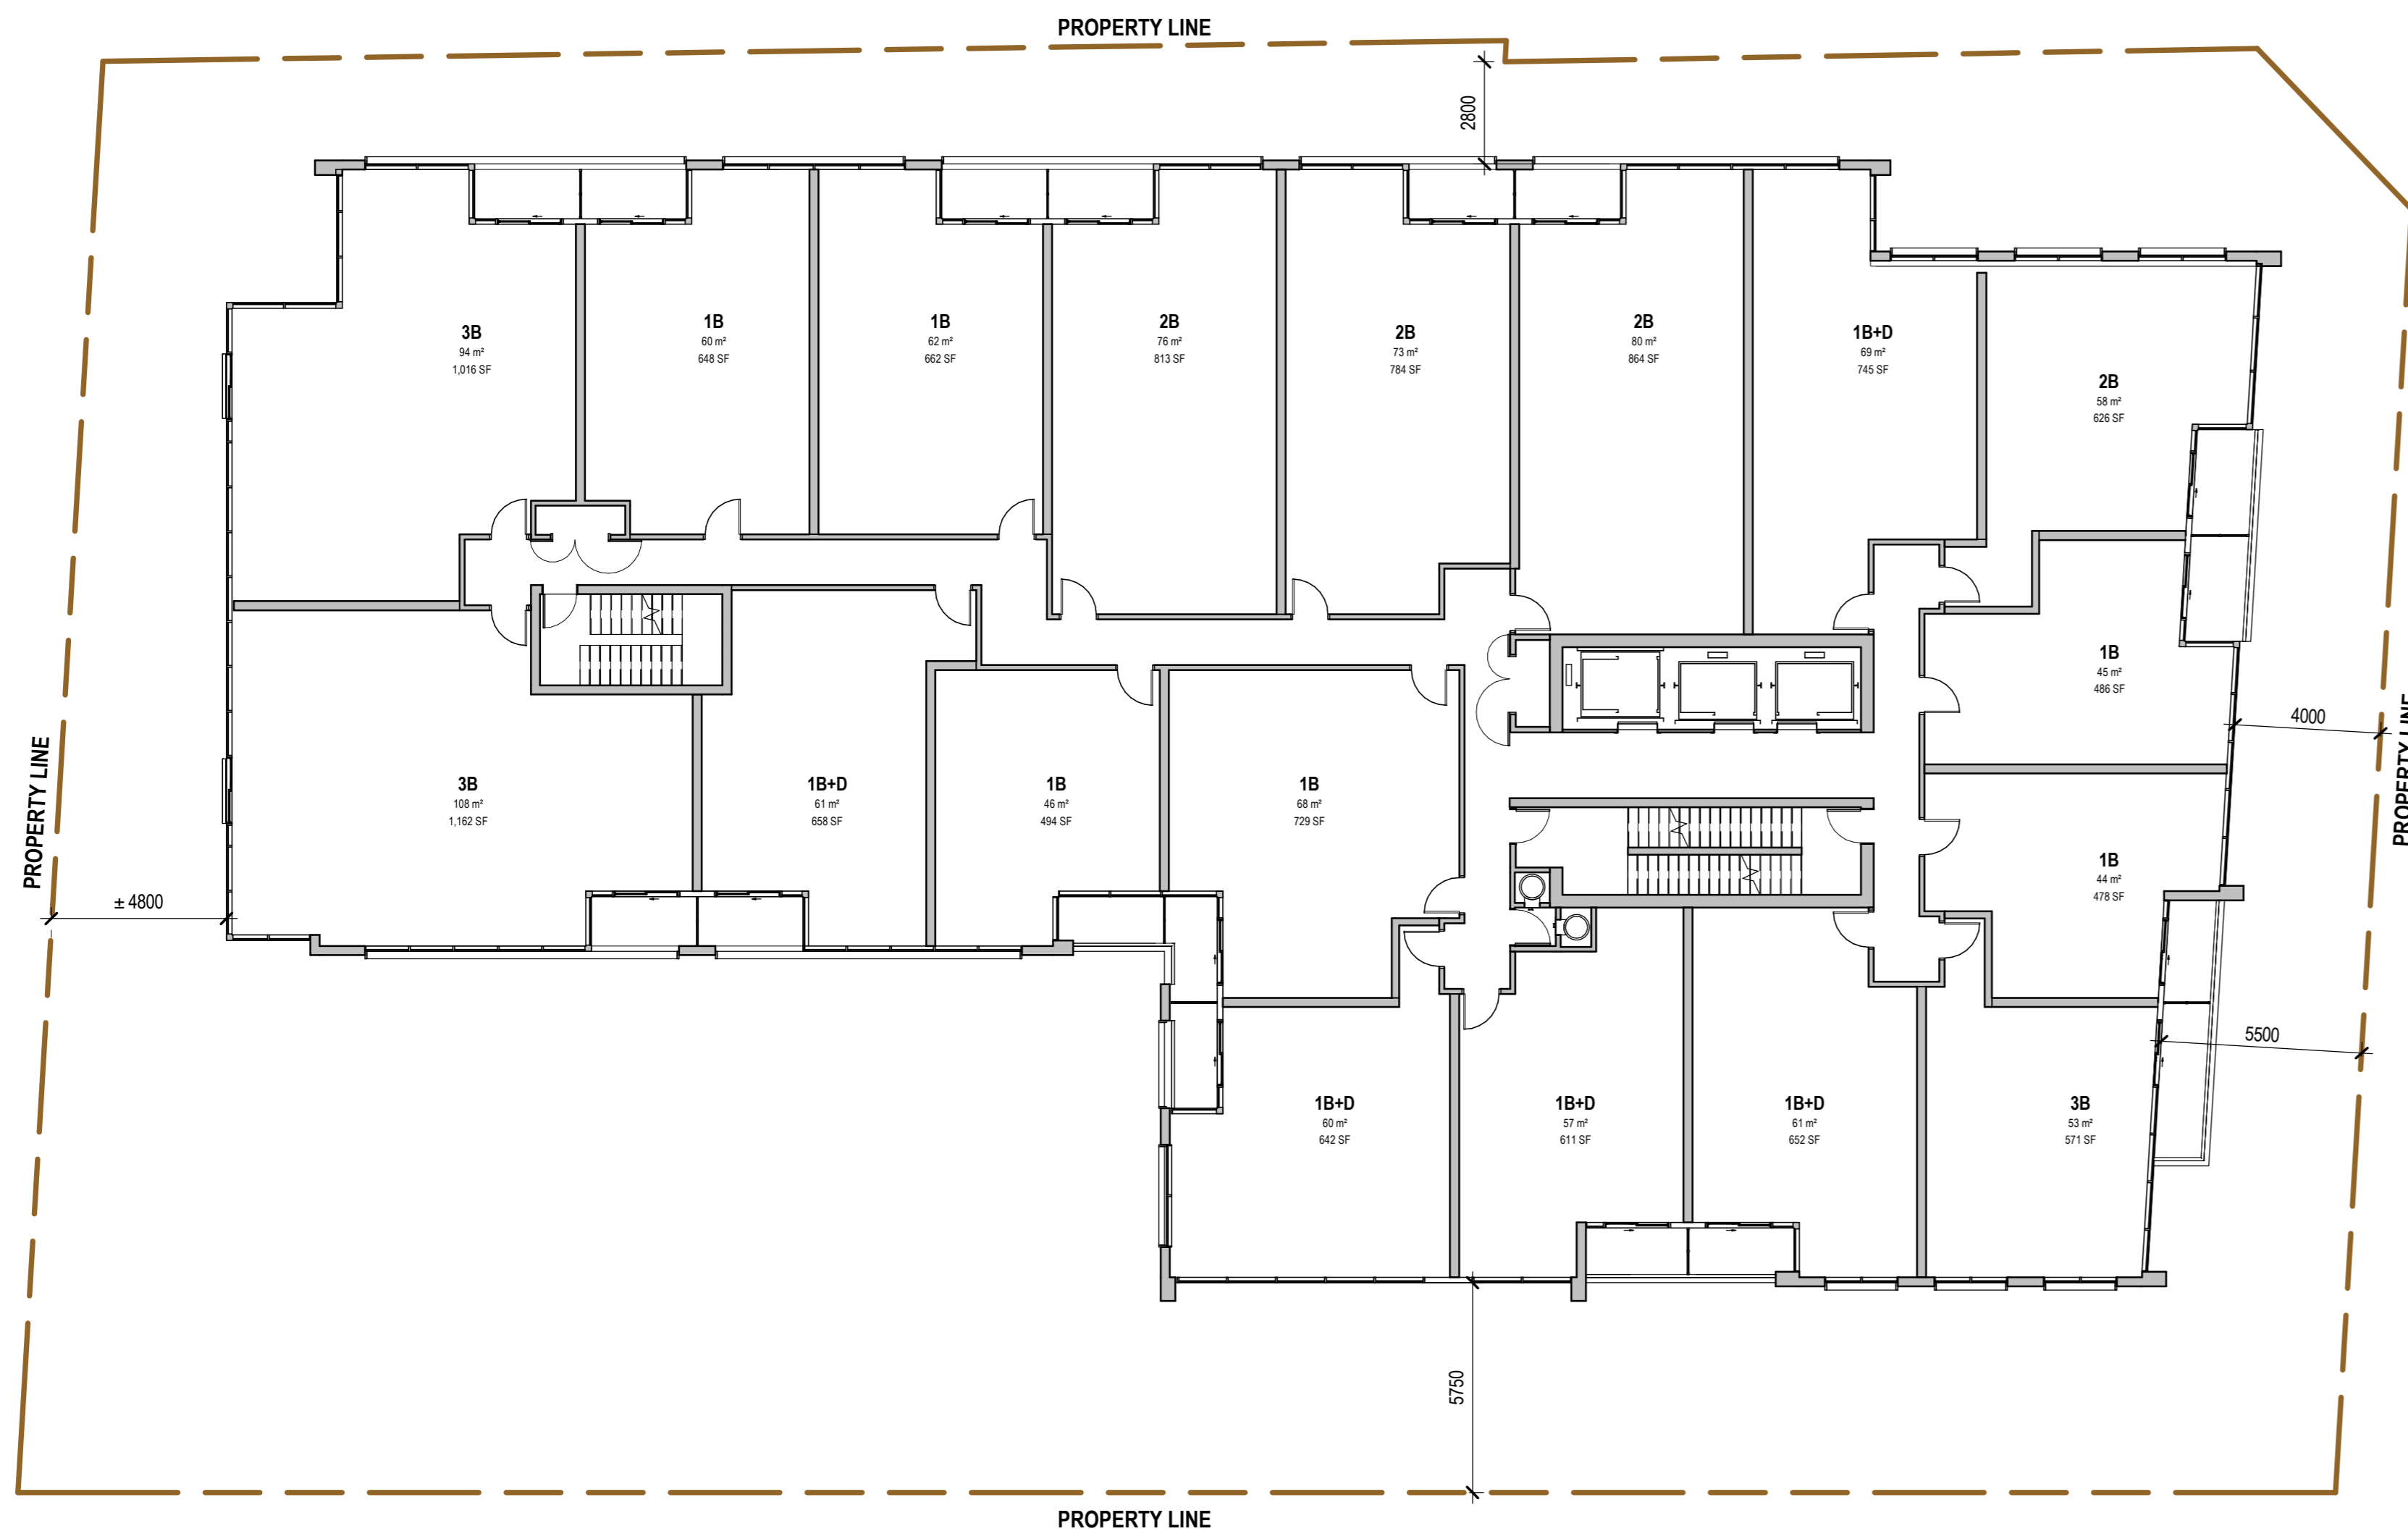 PROPERTY LINE
2800
3B
94 m²
1,016 SF
1B
60 m²
648 SF
1B
62 m²
662 SF
2B
76 m²
813 SF
2B
73 m²
784 SF
2B
80 m²
864 SF
1B+D
69 m²
745 SF
2B
58 m²
626 SF
1B
45 m²
486 SF
4000
PROPERTY LINE
PROPERTY LINE
3B
108 m²
1,162 SF
1B+D
61 m²
658 SF
1B
46 m²
494 SF
1B
68 m²
729 SF
1B
44 m²
478 SF
± 4800
5500
1B+D
60 m²
642 SF
1B+D
57 m²
611 SF
1B+D
61 m²
652 SF
3B
53 m²
571 SF
5750
PROPERTY LINE